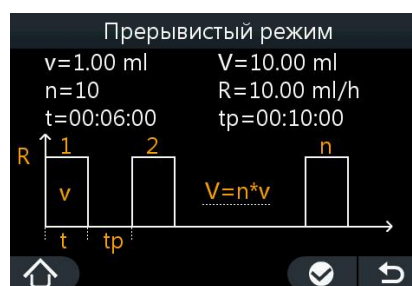 Прерывистый режим
v=1.00 ml V=10.00 ml
n=10 R=10.00 ml/h
t=00:06:00 tp=00:10:00
R 1 2 n
v V=n*v
t tp